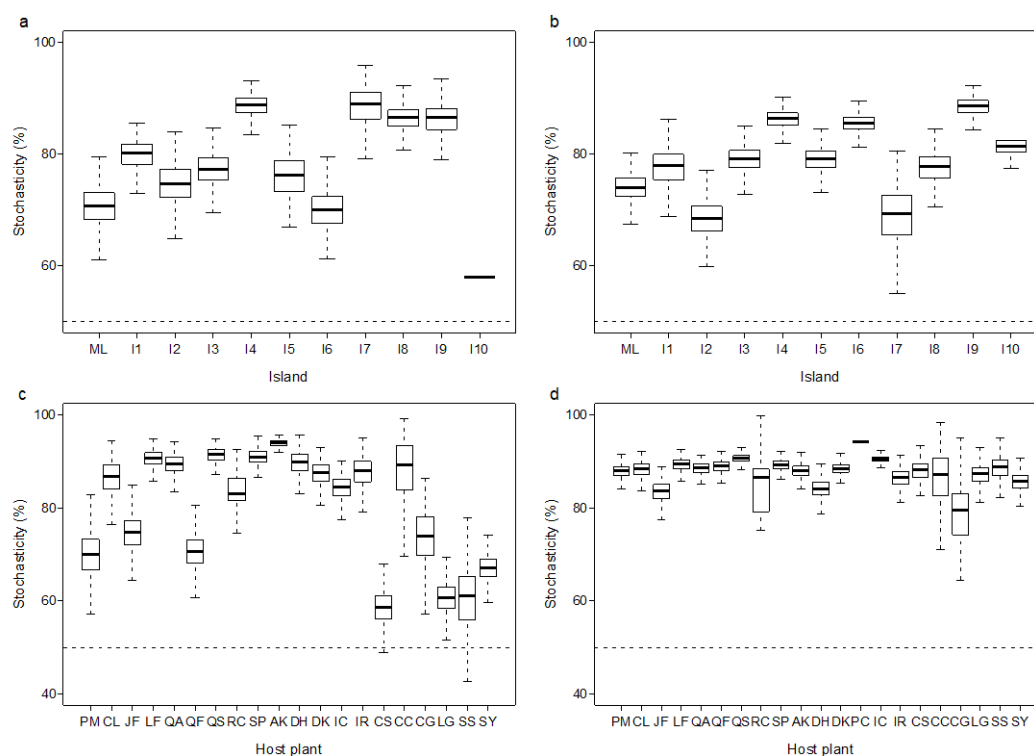 a
100
80
60
Stochasticity (%)
ML I1 I2 I3 I4 I5 I6 I7 I8 I9 I10
Island
b
100
80
60
Stochasticity (%)
ML I1 I2 I3 I4 I5 I6 I7 I8 I9 I10
Island
c
100
80
60
40
Stochasticity (%)
PM CL JF LF QA QF QS RC SP AK DH DK IC IR CS CC CG LG SS SY
Host plant
d
100
80
60
40
Stochasticity (%)
PM CL JF LF QA QF QS RC SP AK DH DK PC IC IR CS CC CG LG SS SY
Host plant